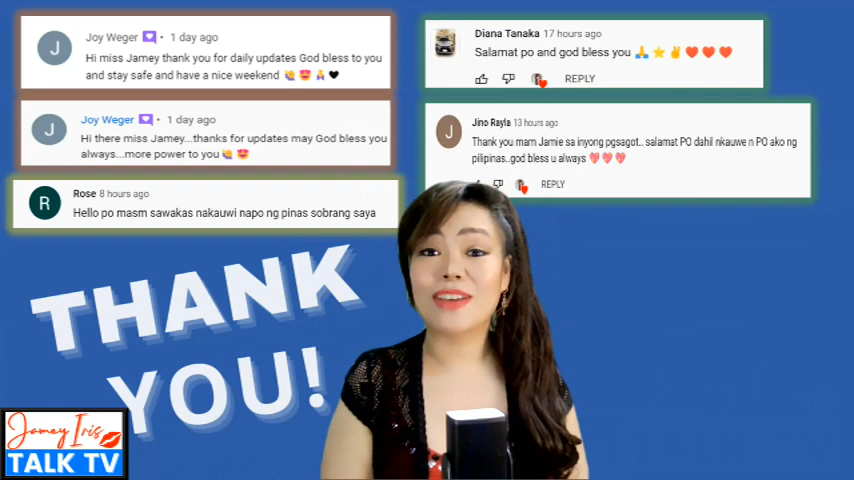 Joy Weger • 1 day ago
Hi miss Jamey thank you for daily updates God bless to you
and stay safe and have a nice weekend
Joy Weger • 1 day ago
Hi there miss Jamey...thanks for updates may God bless you
always...more power to you
Rose 8 hours ago
Hello po masm sawakas nakauwi napo ng pinas sobrang saya
Diana Tanaka 17 hours ago
Salamat po and god bless you 🙏 ⭐ ✌ ♥ ♥ ♥
REPLY
Jino Rayla 13 hours ago
Thank you mam Jamie sa inyong pgsagot.. salamat PO dahil nkauwe n PO ako ng
pilipinas..god bless u always 💖 💖 💖
REPLY
THANK
YOU!
Jamey Iris
TALK TV